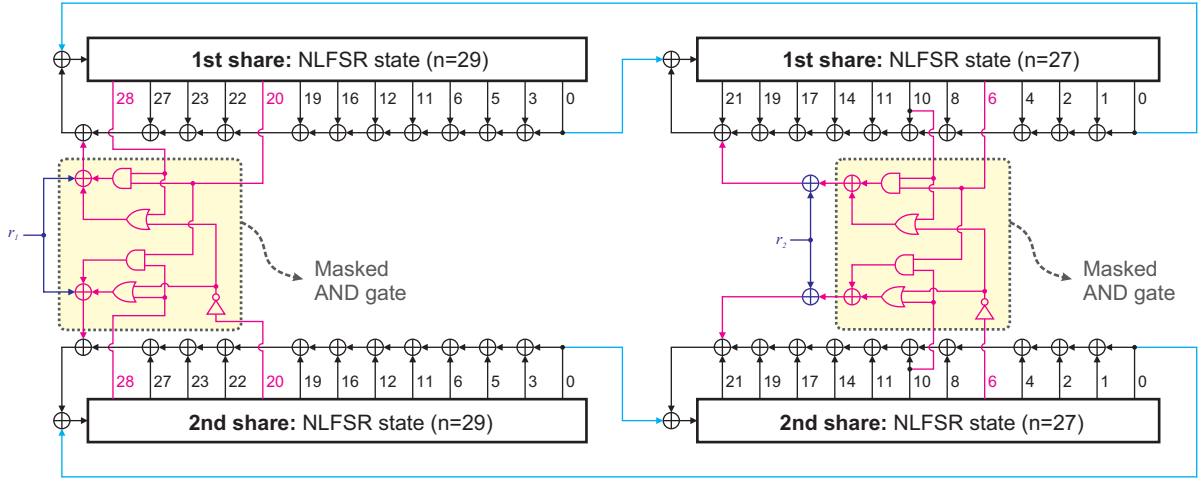 1st share: NLFSR state (n=29)
1st share: NLFSR state (n=27)
28 27 23 22 20 19 16 12 11 6 5 3 0
21 19 17 14 11 10 8 6 4 2 1 0
r1
r2
Masked
AND gate
Masked
AND gate
28 27 23 22 20 19 16 12 11 6 5 3 0
21 19 17 14 11 10 8 6 4 2 1 0
2nd share: NLFSR state (n=29)
2nd share: NLFSR state (n=27)